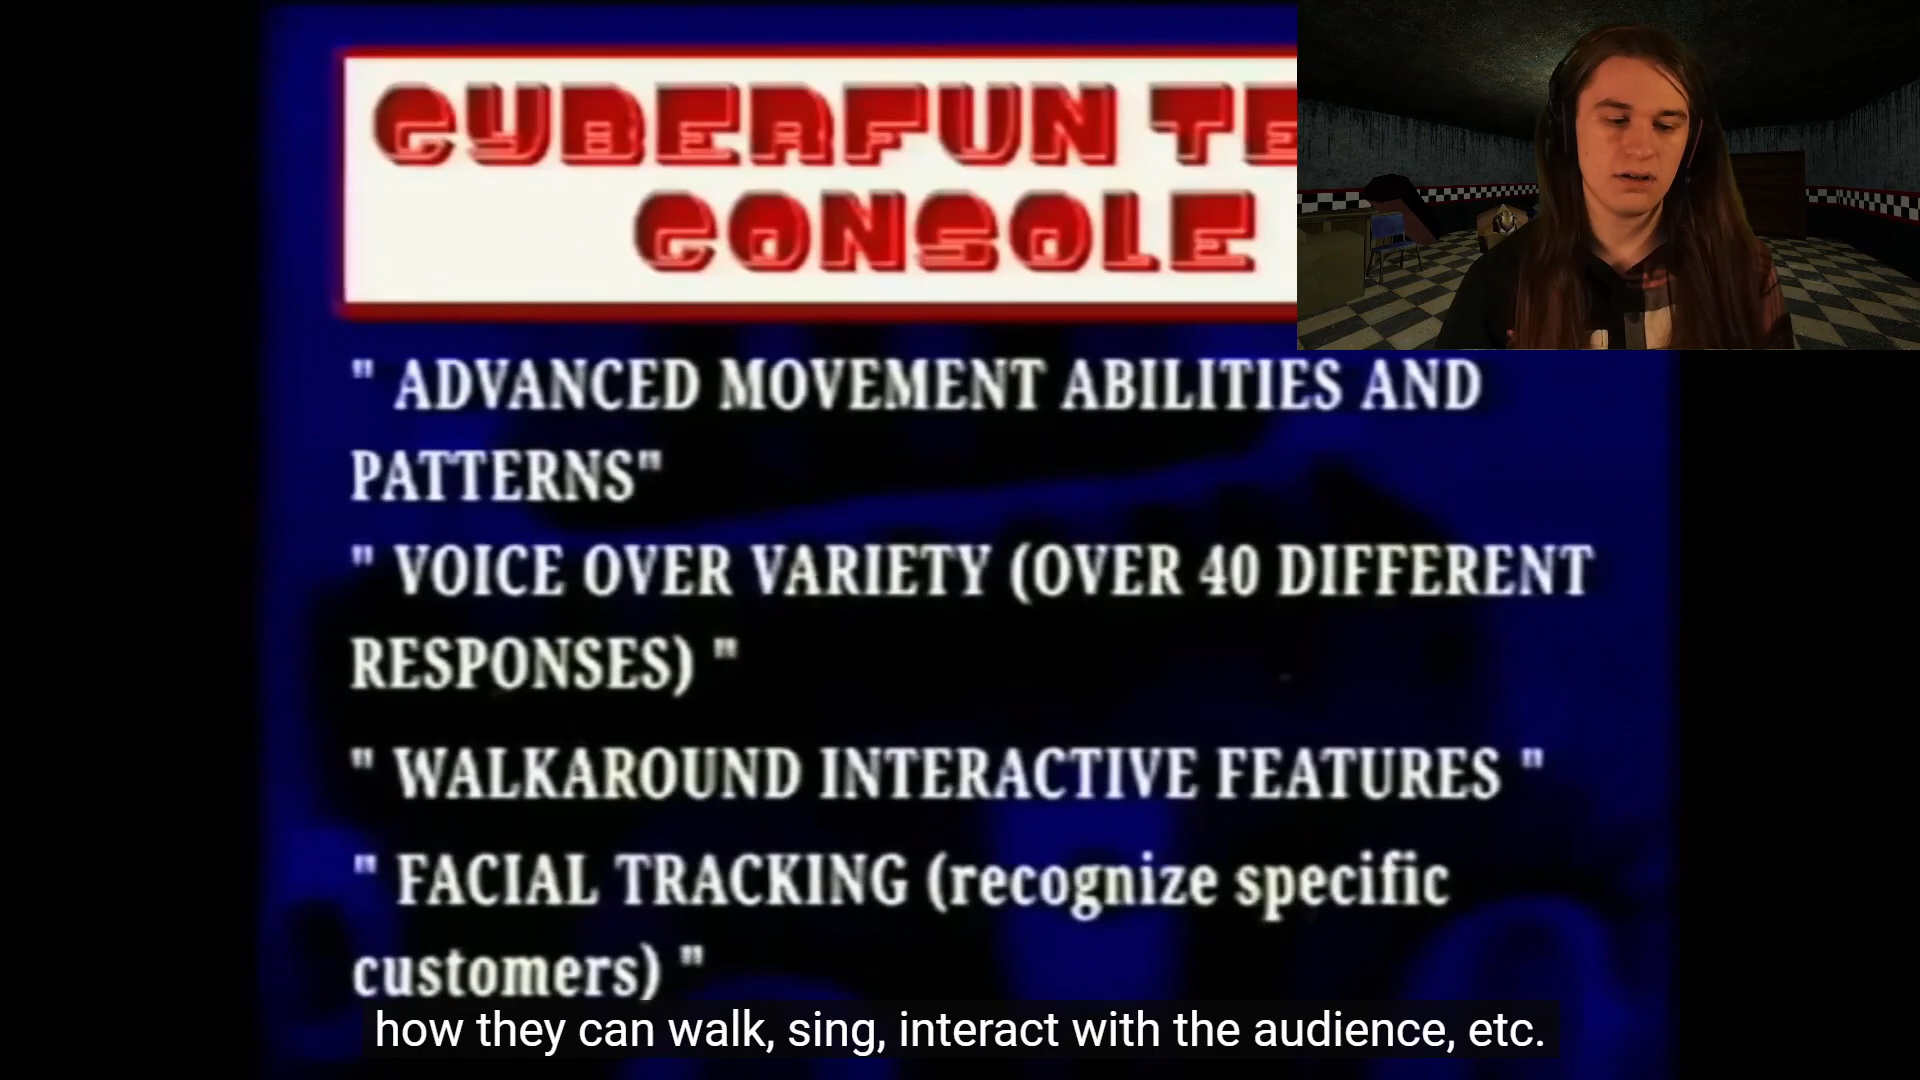 CYBERFUN TE
CONSOLE
" ADVANCED MOVEMENT ABILITIES AND
PATTERNS"
" VOICE OVER VARIETY (OVER 40 DIFFERENT
RESPONSES) "
" WALKAROUND INTERACTIVE FEATURES "
" FACIAL TRACKING (recognize specific
customers) "
how they can walk, sing, interact with the audience, etc.